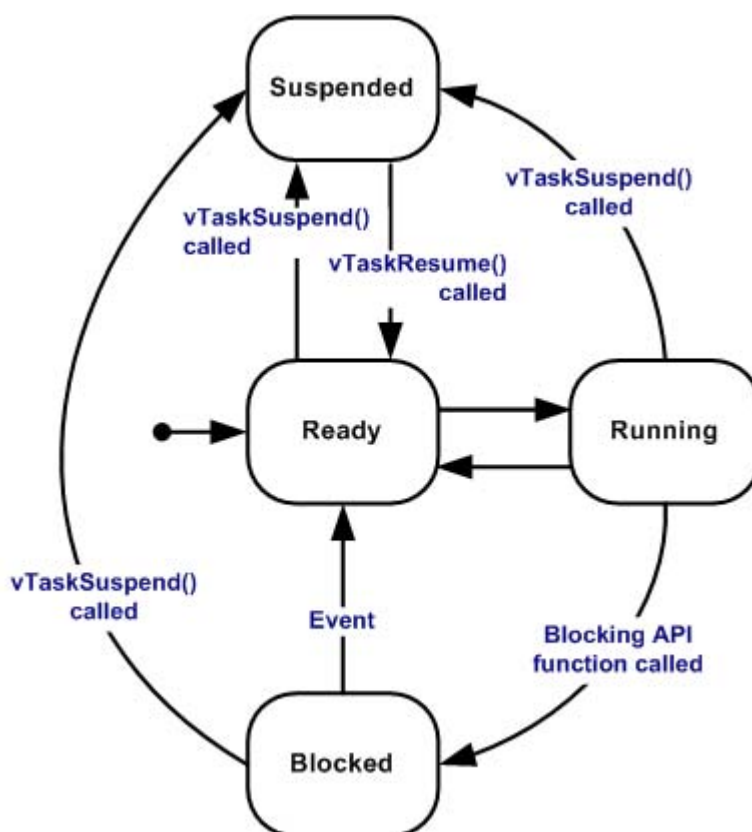 Suspended
vTaskSuspend()
called
vTaskSuspend()
called
vTaskResume()
called
Ready
Running
vTaskSuspend()
called
Event
Blocking API
function called
Blocked